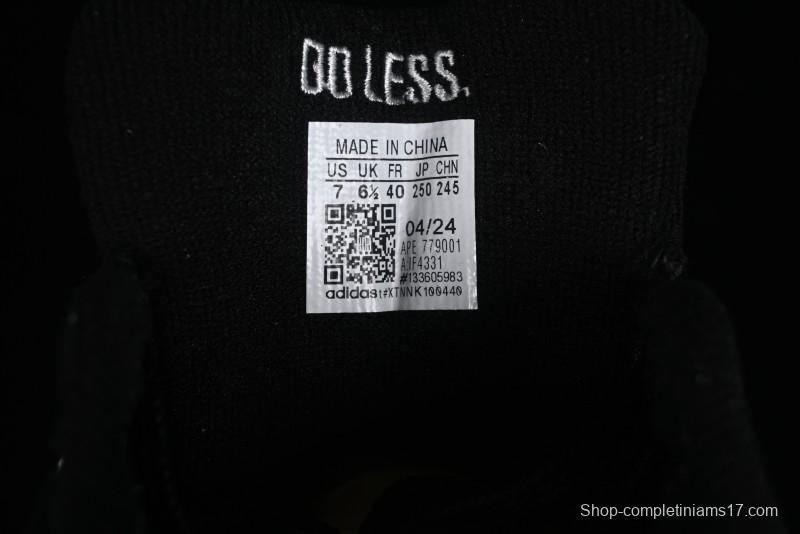 DO LESS.
MADE IN CHINA
US UK FR JP CHN
7 6½ 40 250 245
04/24
APE 779001
A:IF4331
#133605983
adidas t#XTNNK100440
Shop-completiniams17.com